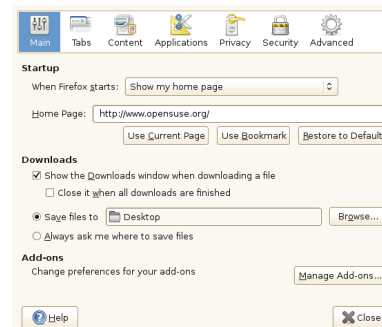 Main Tabs Content Applications Privacy Security Advanced
Startup
When Firefox starts: Show my home page
Home Page: http://www.opensuse.org/
Use Current Page Use Bookmark Restore to Default
Downloads
Show the Downloads window when downloading a file
Close it when all downloads are finished
Save files to Desktop Browse...
Always ask me where to save files
Add-ons
Change preferences for your add-ons
Manage Add-ons...
Help Close